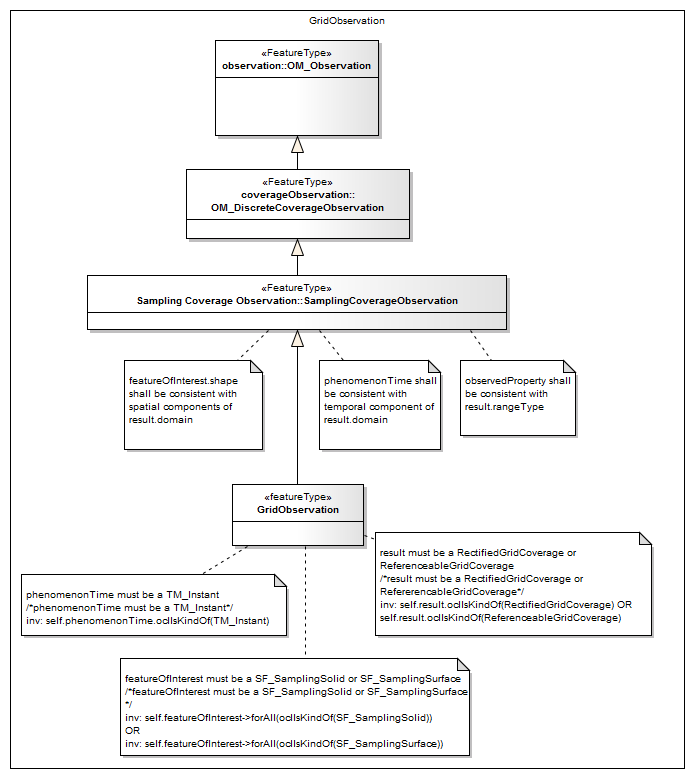 GridObservation
«FeatureType»
observation::OM_Observation
«FeatureType»
coverageObservation::
OM_DiscreteCoverageObservation
«FeatureType»
Sampling Coverage Observation::SamplingCoverageObservation
featureOfInterest.shape
shall be consistent with
spatial components of
result.domain
phenomenonTime shall
be consistent with
temporal component of
result.domain
observedProperty shall
be consistent with
result.rangeType
«featureType»
GridObservation
result must be a RectifiedGridCoverage or
ReferenceableGridCoverage
/*result must be a RectifiedGridCoverage or
RefererencableGridCoverage*/
inv: self.result.oclIsKindOf(RectifiedGridCoverage) OR
self.result.oclIsKindOf(ReferenceableGridCoverage)
phenomenonTime must be a TM_Instant
/*phenomenonTime must be a TM_Instant*/
inv: self.phenomenonTime.oclIsKindOf(TM_Instant)
featureOfInterest must be a SF_SamplingSolid or SF_SamplingSurface
/*featureOfInterest must be a SF_SamplingSolid or SF_SamplingSurface
*/
inv: self.featureOfInterest->forAll(oclIsKindOf(SF_SamplingSolid))
OR
inv: self.featureOfInterest->forAll(oclIsKindOf(SF_SamplingSurface))